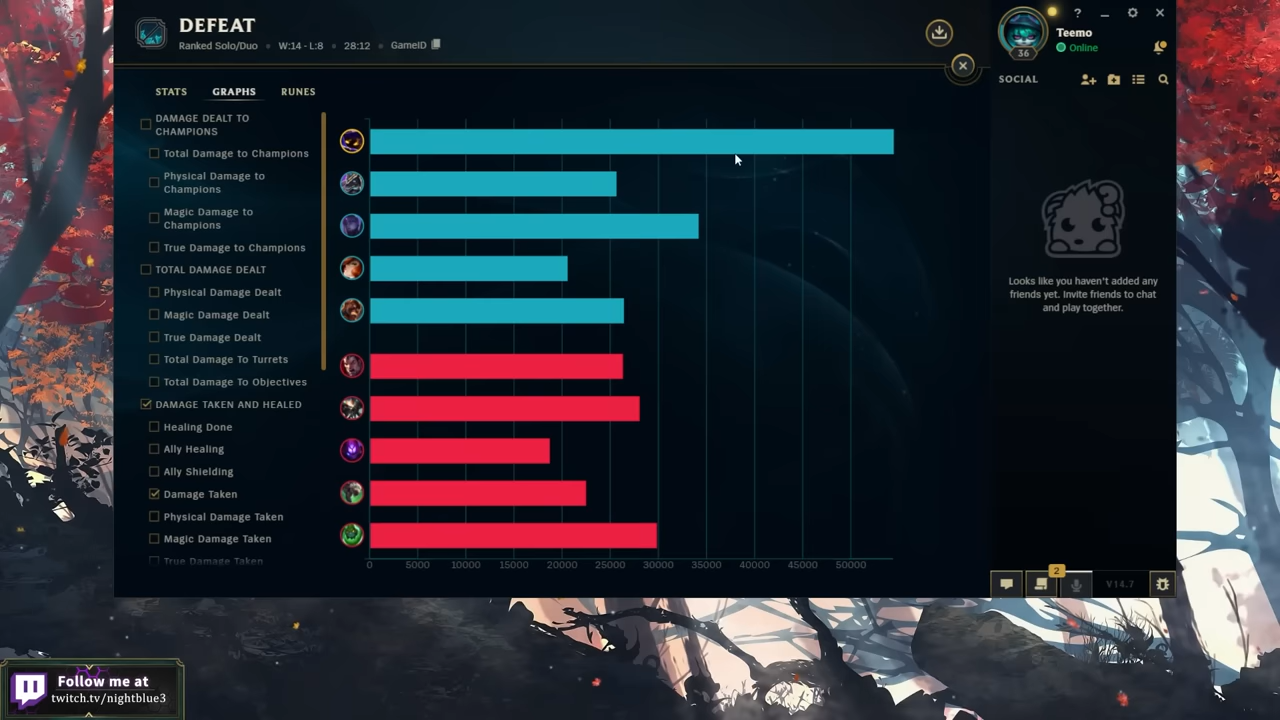 DEFEAT
Ranked Solo/Duo • W:14 - L:8 • 28:12 • GameID
?
Teemo
36
Online
SOCIAL
STATS
GRAPHS
RUNES
DAMAGE DEALT TO
CHAMPIONS
Total Damage to Champions
Physical Damage to
Champions
Magic Damage to
Champions
True Damage to Champions
TOTAL DAMAGE DEALT
Physical Damage Dealt
Magic Damage Dealt
True Damage Dealt
Total Damage To Turrets
Total Damage To Objectives
DAMAGE TAKEN AND HEALED
Healing Done
Ally Healing
Ally Shielding
Damage Taken
Physical Damage Taken
Magic Damage Taken
True Damage Taken
0 5000 10000 15000 20000 25000 30000 35000 40000 45000 50000
Looks like you haven't added any
friends yet. Invite friends to chat
and play together.
2
V14.7
Follow me at
twitch.tv/nightblue3